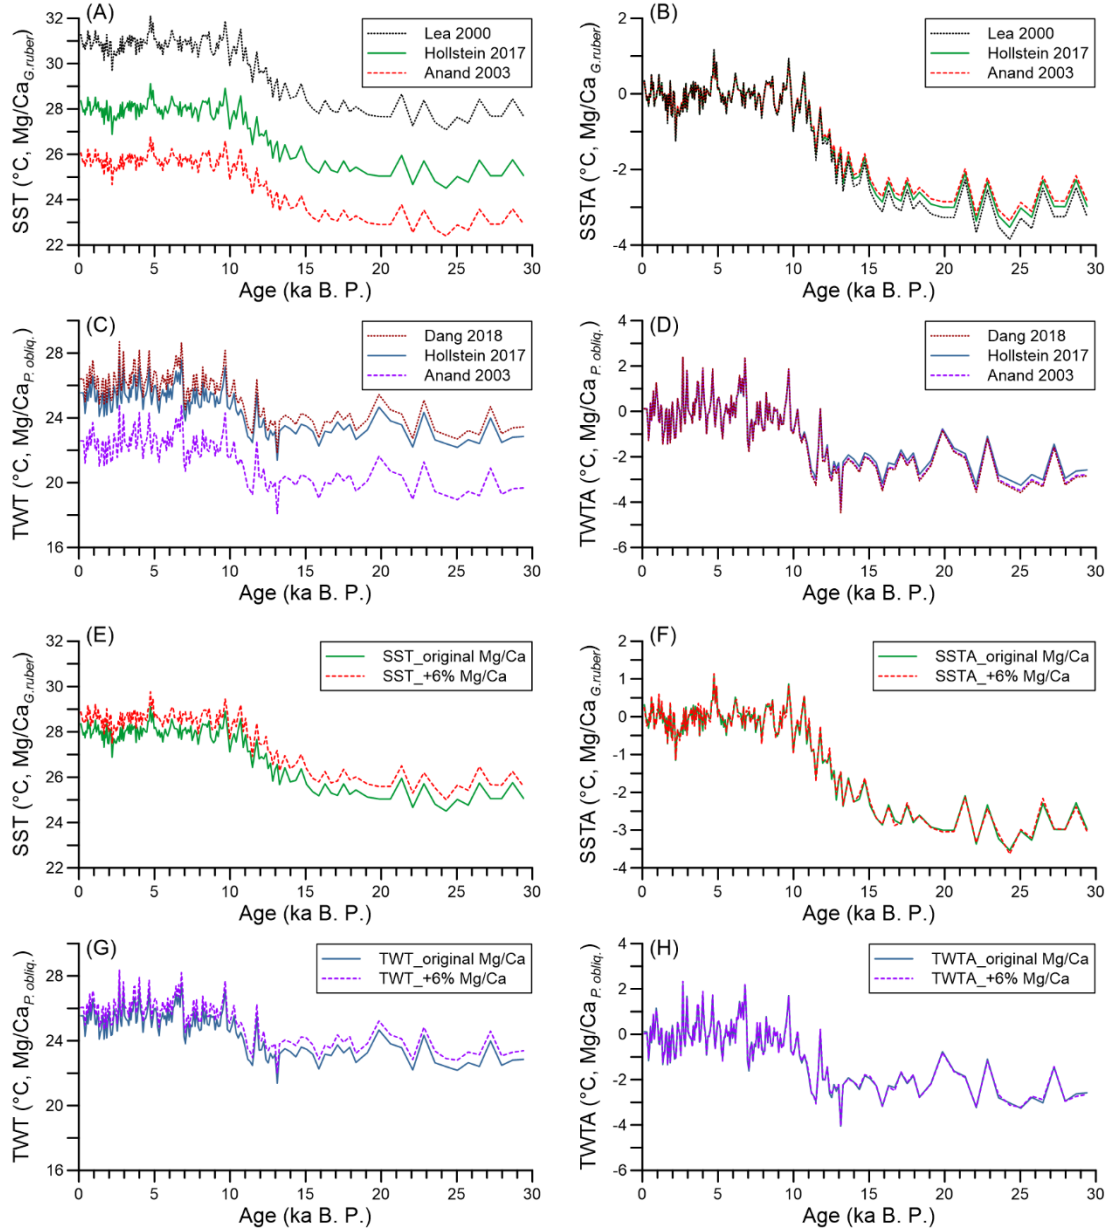 (A)
Lea 2000
Hollstein 2017
Anand 2003
SST (°C, Mg/Ca G.ruber)
32
30
28
26
24
22
0 5 10 15 20 25 30
Age (ka B. P.)
(B)
Lea 2000
Hollstein 2017
Anand 2003
SSTA (°C, Mg/Ca G.ruber)
2
0
-2
-4
0 5 10 15 20 25 30
Age (ka B. P.)
(C)
Dang 2018
Hollstein 2017
Anand 2003
TWT (°C, Mg/Ca P. obliq.)
28
24
20
16
0 5 10 15 20 25 30
Age (ka B. P.)
(D)
Dang 2018
Hollstein 2017
Anand 2003
TWTA (°C, Mg/Ca P. obliq.)
4
2
0
-2
-4
-6
0 5 10 15 20 25 30
Age (ka B. P.)
(E)
SST_original Mg/Ca
SST_+6% Mg/Ca
SST (°C, Mg/Ca G.ruber)
32
30
28
26
24
22
0 5 10 15 20 25 30
Age (ka B. P.)
(F)
SSTA_original Mg/Ca
SSTA_+6% Mg/Ca
SSTA (°C, Mg/Ca G.ruber)
2
1
0
-1
-2
-3
-4
0 5 10 15 20 25 30
Age (ka B. P.)
(G)
TWT_original Mg/Ca
TWT_+6% Mg/Ca
TWT (°C, Mg/Ca P. obliq.)
28
24
20
16
0 5 10 15 20 25 30
Age (ka B. P.)
(H)
TWTA_original Mg/Ca
TWTA_+6% Mg/Ca
TWTA (°C, Mg/Ca P. obliq.)
4
2
0
-2
-4
-6
0 5 10 15 20 25 30
Age (ka B. P.)